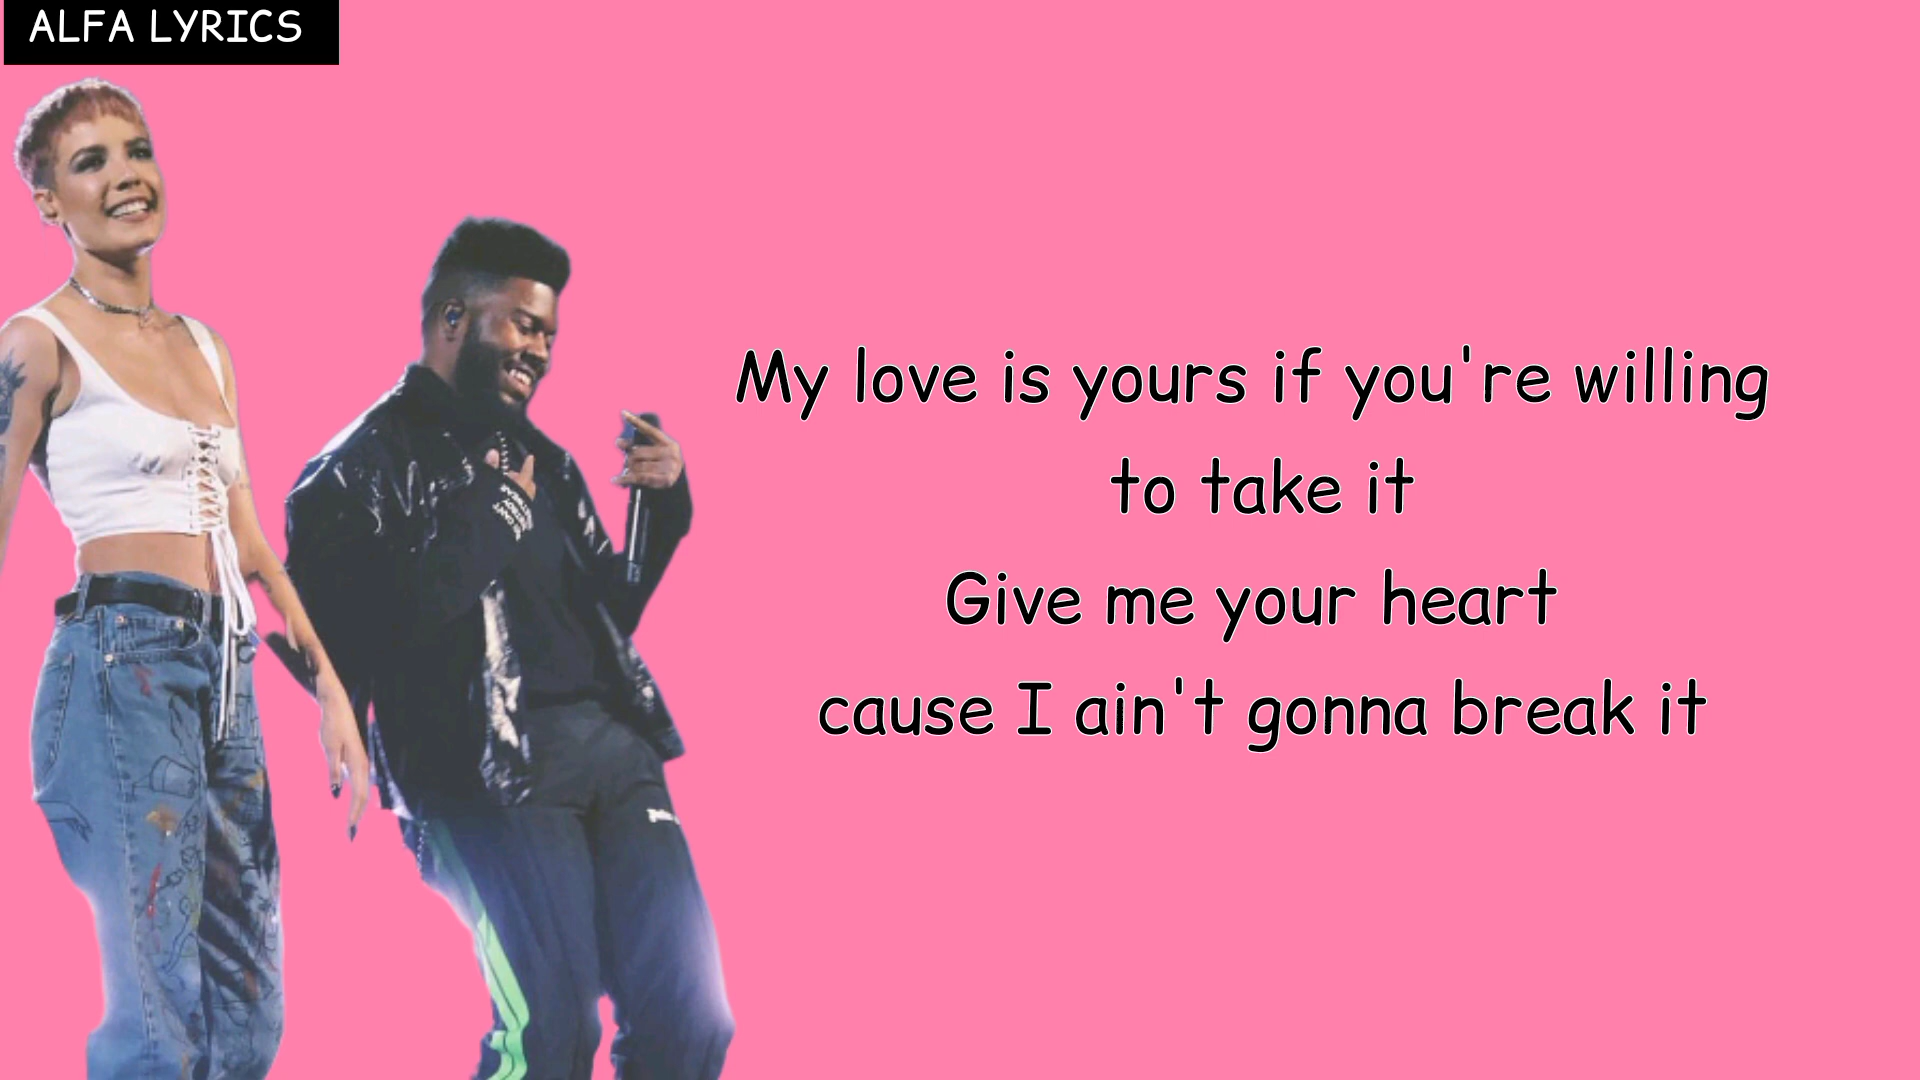 ALFA LYRICS
My love is yours if you're willing
to take it
Give me your heart
cause I ain't gonna break it